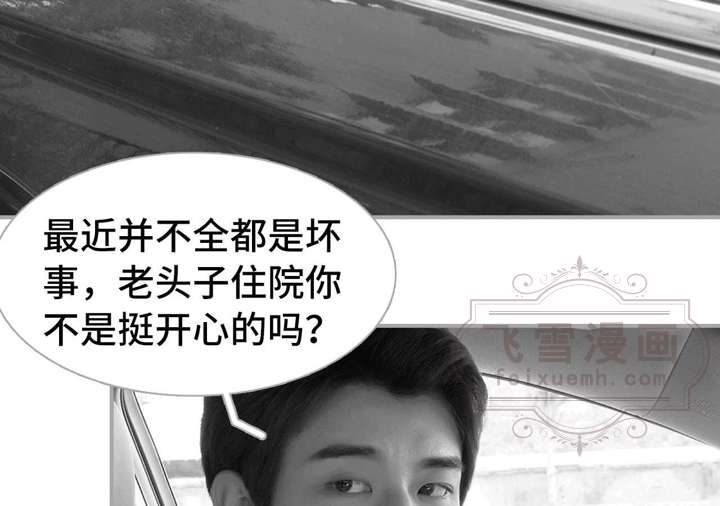 最近并不全都是坏
事，老头子住院你
不是挺开心的吗？
飞雪漫画
feixuemh.com